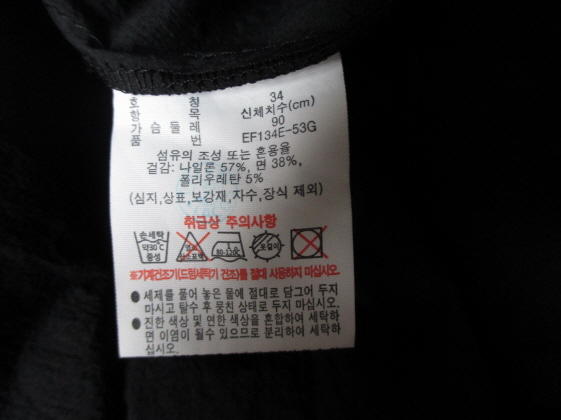 호 칭 34
항 목 신체치수(cm)
가 슴 둘 레 90
품 번 EF134E-53G
섬유의 조성 또는 혼용율
겉감: 나일론 57%, 면 38%,
폴리우레탄 5%
(심지,상표,보강재,자수,장식 제외)
취급상 주의사항
손세탁
약30℃
중성
옷걸이
※기계건조기(드럼세탁기 건조)를 절대 사용하지 마십시오.
● 세제를 풀어 놓은 물에 절대로 담그어 두지
마시고 탈수 후 뭉친 상태로 두지 마십시오.
● 진한 색상 및 연한 색상을 혼합하여 세탁하
면 이염이 될수 있으므로 분리하여 세탁하
십시오.